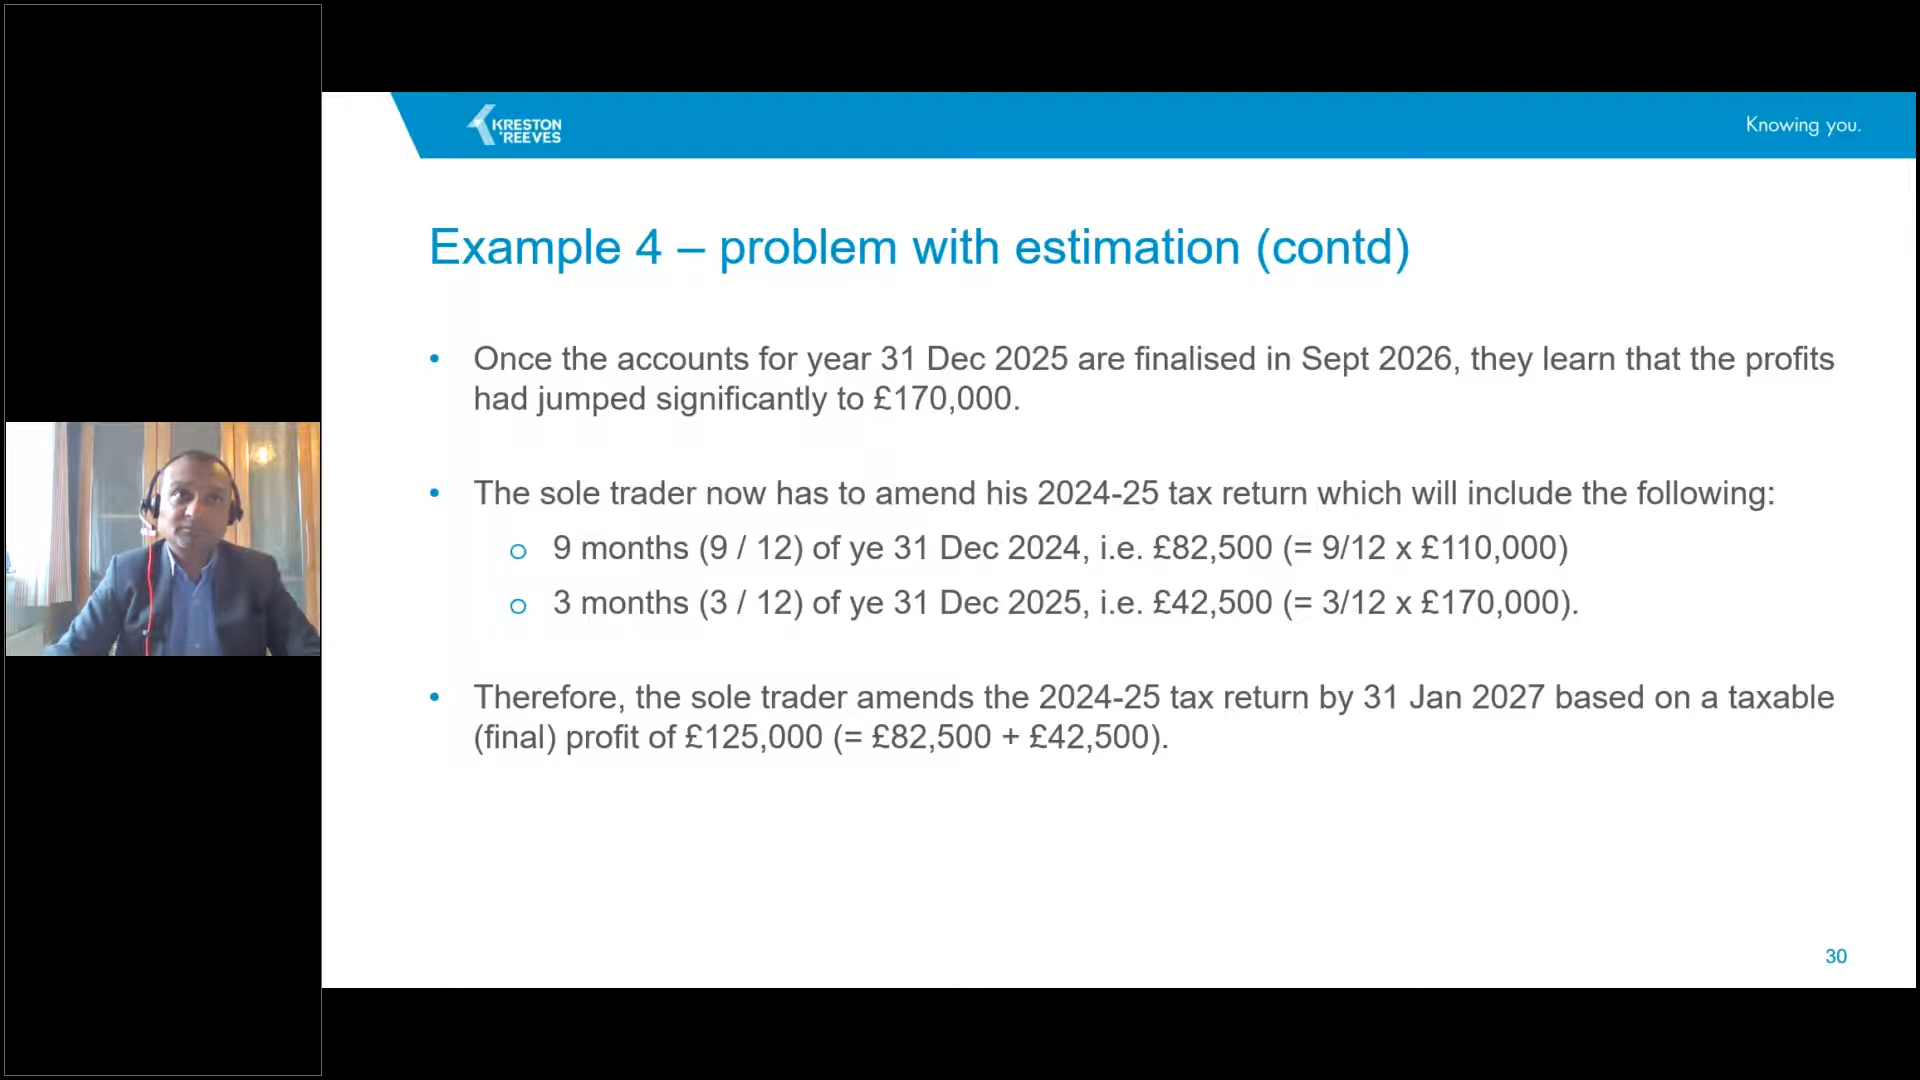 KRESTON
REEVES
Knowing you.
Example 4 – problem with estimation (contd)
• Once the accounts for year 31 Dec 2025 are finalised in Sept 2026, they learn that the profits
had jumped significantly to £170,000.
• The sole trader now has to amend his 2024-25 tax return which will include the following:
o 9 months (9 / 12) of ye 31 Dec 2024, i.e. £82,500 (= 9/12 x £110,000)
o 3 months (3 / 12) of ye 31 Dec 2025, i.e. £42,500 (= 3/12 x £170,000).
• Therefore, the sole trader amends the 2024-25 tax return by 31 Jan 2027 based on a taxable
(final) profit of £125,000 (= £82,500 + £42,500).
30